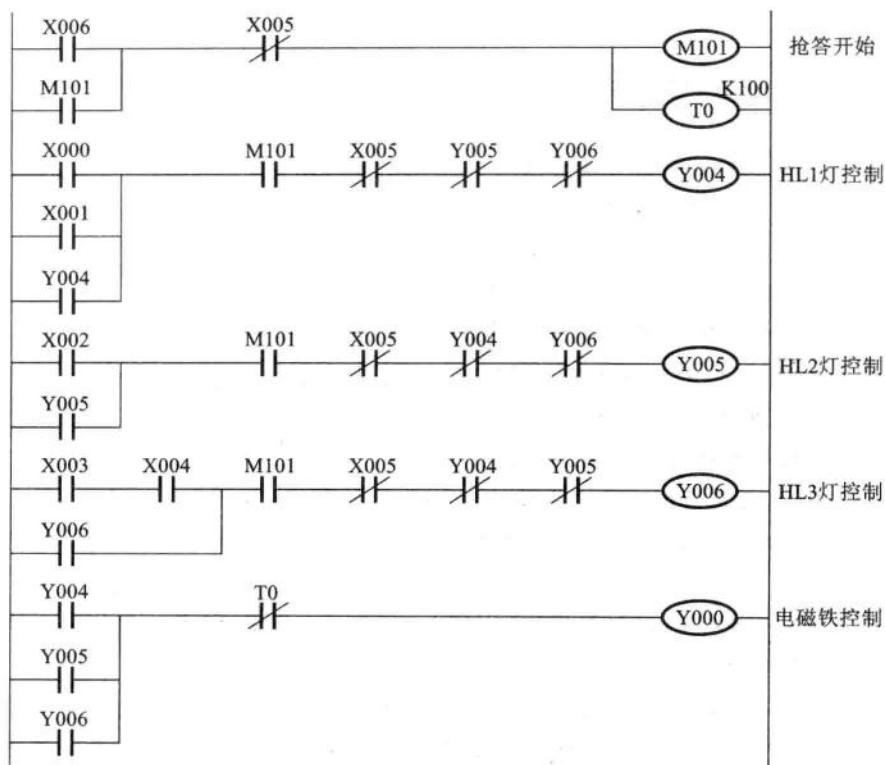 X006 X005
M101 抢答开始
M101 K100
T0
X000 M101 X005 Y005 Y006
Y004 HL1灯控制
X001
Y004
X002 M101 X005 Y004 Y006
Y005 HL2灯控制
Y005
X003 X004 M101 X005 Y004 Y005
Y006 HL3灯控制
Y006
Y004 T0
Y000 电磁铁控制
Y005
Y006